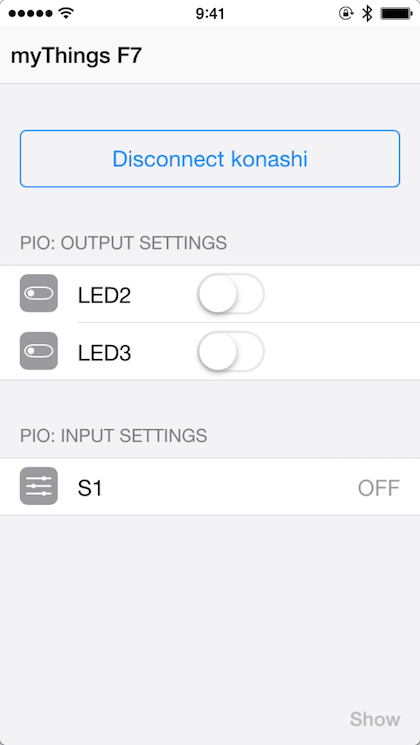 9:41
myThings F7
Disconnect konashi
PIO: OUTPUT SETTINGS
LED2
LED3
PIO: INPUT SETTINGS
S1 OFF
Show